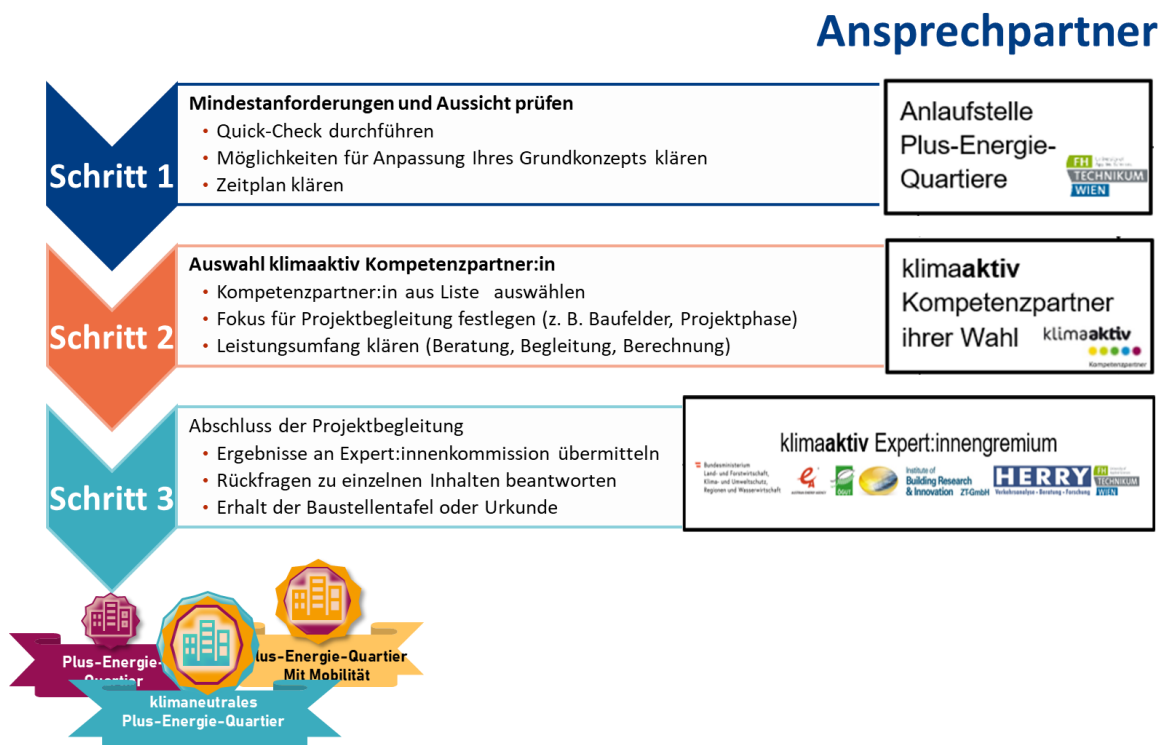 Ansprechpartner
Schritt 1
Mindestanforderungen und Aussicht prüfen
• Quick-Check durchführen
• Möglichkeiten für Anpassung Ihres Grundkonzepts klären
• Zeitplan klären
Anlaufstelle
Plus-Energie-
Quartiere
FH
TECHNIKUM
WIEN
Schritt 2
Auswahl klimaaktiv Kompetenzpartner:in
• Kompetenzpartner:in aus Liste auswählen
• Fokus für Projektbegleitung festlegen (z. B. Baufelder, Projektphase)
• Leistungsumfang klären (Beratung, Begleitung, Berechnung)
klimaaktiv
Kompetenzpartner
ihrer Wahl
klimaaktiv
Kompetenzpartner
Schritt 3
Abschluss der Projektbegleitung
• Ergebnisse an Expert:innenkommission übermitteln
• Rückfragen zu einzelnen Inhalten beantworten
• Erhalt der Baustellentafel oder Urkunde
klimaaktiv Expert:innengremium
Bundesministerium
Land- und Forstwirtschaft,
Klima- und Umweltschutz,
Regionen und Wasserwirtschaft
Institute of
Building Research
& Innovation ZT-GmbH
HERRY
Verkehrsanalyse - Beratung - Forschung
FH
TECHNIKUM
WIEN
Plus-Energie-
Quartier
klimaneutrales
Plus-Energie-Quartier
lus-Energie-Quartier
Mit Mobilität